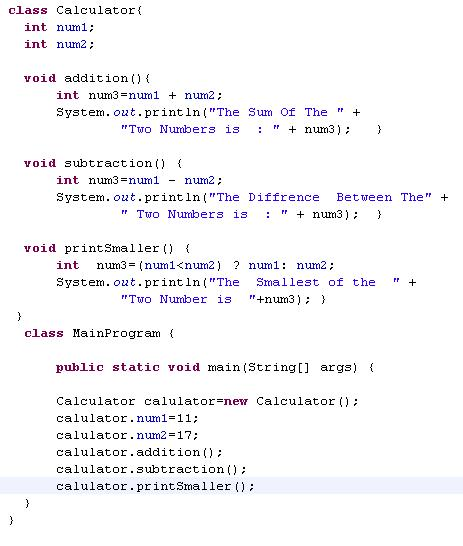 class Calculator{
int num1;
int num2;
void addition(){
int num3=num1 + num2;
System.out.println("The Sum Of The " +
"Two Numbers is  : " + num3);   }
void subtraction() {
int num3=num1 - num2;
System.out.println("The Diffrence  Between The" +
" Two Numbers is  : " + num3);  }
void printSmaller() {
int  num3=(num1<num2) ? num1: num2;
System.out.println("The  Smallest of the  " +
"Two Number is  "+num3); }
}
class MainProgram {
public static void main(String[] args) {
Calculator calulator=new Calculator();
calulator.num1=11;
calulator.num2=17;
calulator.addition();
calulator.subtraction();
calulator.printSmaller();
}
}